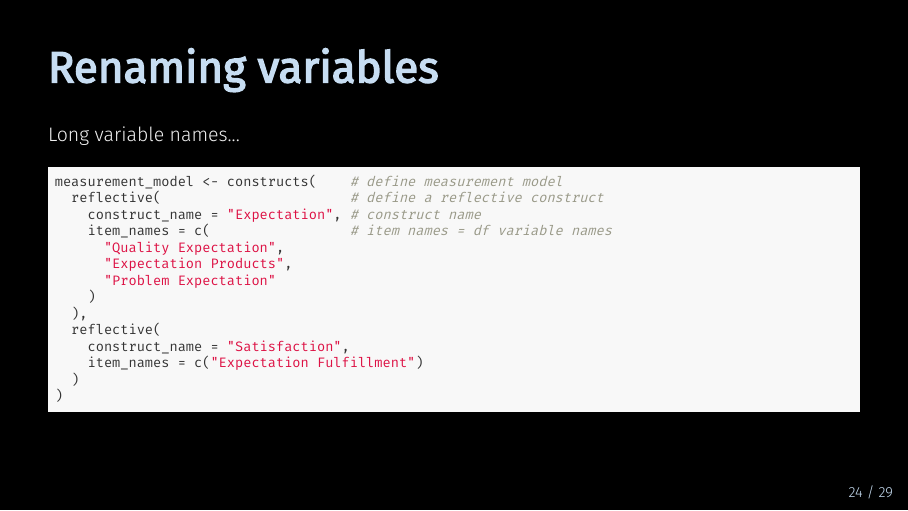 Renaming variables
Long variable names...
measurement_model <- constructs(    # define measurement model
  reflective(                       # define a reflective construct
    construct_name = "Expectation", # construct name
    item_names = c(                 # item names = df variable names
      "Quality Expectation",
      "Expectation Products",
      "Problem Expectation"
    )
  ),
  reflective(
    construct_name = "Satisfaction",
    item_names = c("Expectation Fulfillment")
  )
)
24 / 29